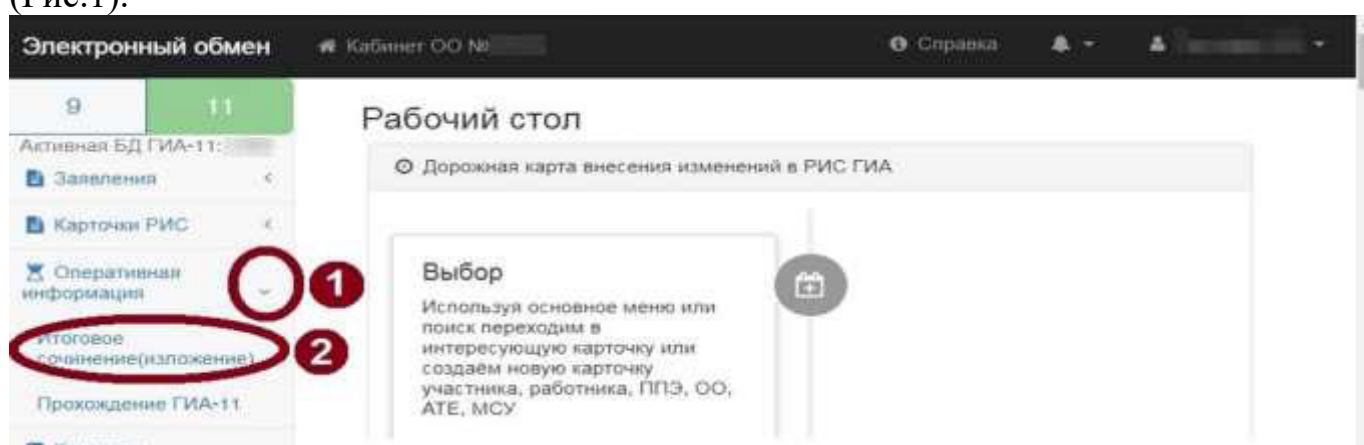 (Рис.1).
Электронный обмен Кабинет ОО № Справка
9 11
Рабочий стол
Активная БД ГИА-11:
Дорожная карта внесения изменений в РИС ГИА
Заявления
Карточки РИС
Оперативная
информация
1
Итоговое
сочинение(изложение)
2
Прохождение ГИА-11
Выбор
Используя основное меню или
поиск переходим в
интересующую карточку или
создаём новую карточку
участника, работника, ППЭ, ОО,
АТЕ, МСУ